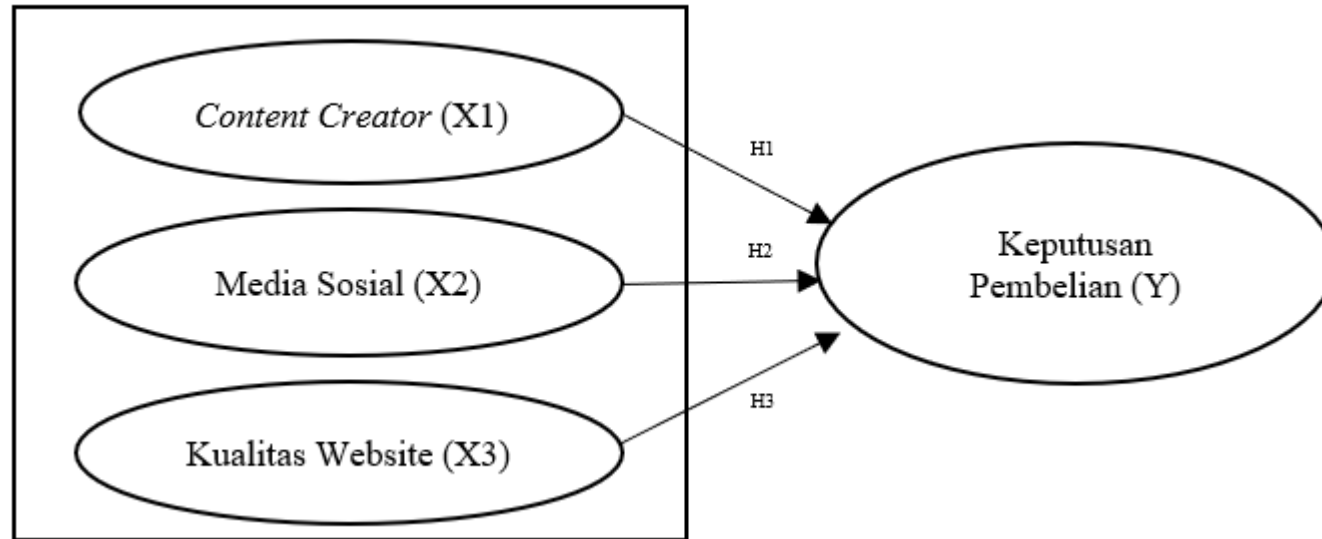 Content Creator (X1)
H1
Media Sosial (X2)
H2
Keputusan
Pembelian (Y)
Kualitas Website (X3)
H3